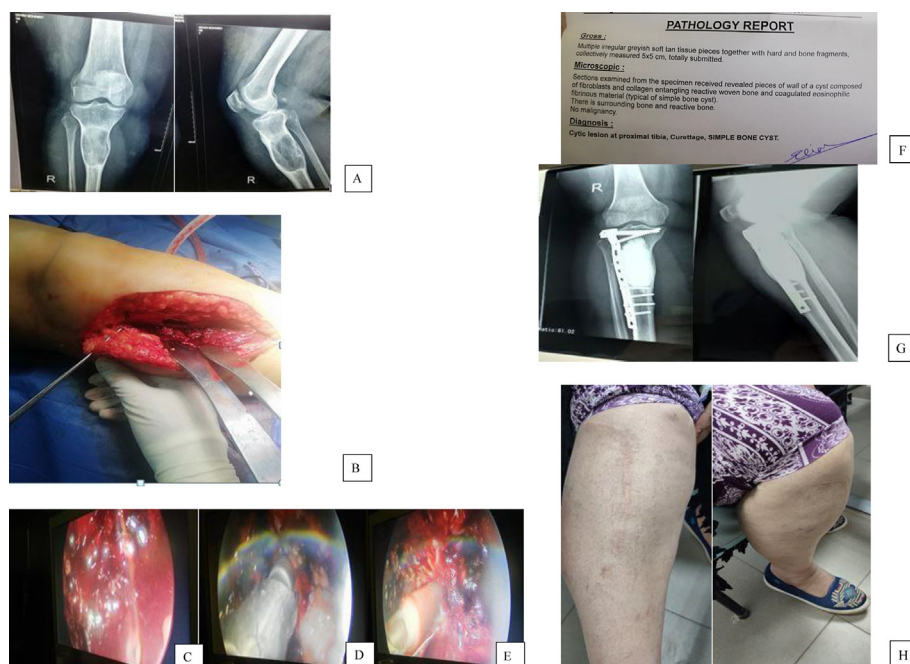 R
R
A
B
C
D
E
PATHOLOGY REPORT
Gross :
Multiple irregular greyish soft tan tissue pieces together with hard and bone fragments,
collectively measured 5x5 cm, totally submitted.
Microscopic :
Sections examined from the specimen received revealed pieces of wall of a cyst composed
of fibroblasts and collagen entangling reactive woven bone and coagulated eosinophilic
fibrinous material (typical of simple bone cyst).
There is surrounding bone and reactive bone.
No malignancy.
Diagnosis :
Cytic lesion at proximal tibia, Curettage, SIMPLE BONE CYST.
F
R
G
H